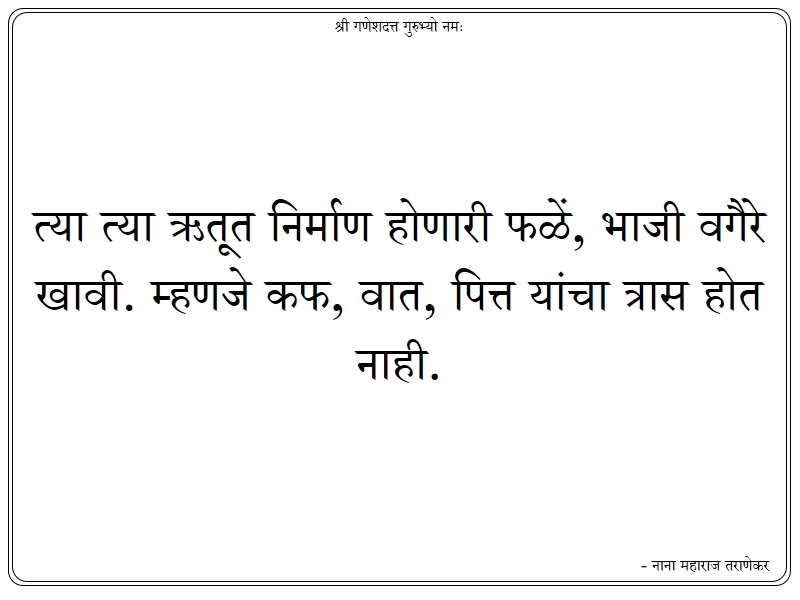 श्री गणेशदत्त गुरुभ्यो नमः
त्या त्या ऋतूत निर्माण होणारी फळें, भाजी वगैरे
खावी. म्हणजे कफ, वात, पित्त यांचा त्रास होत
नाही.
- नाना महाराज तराणेकर